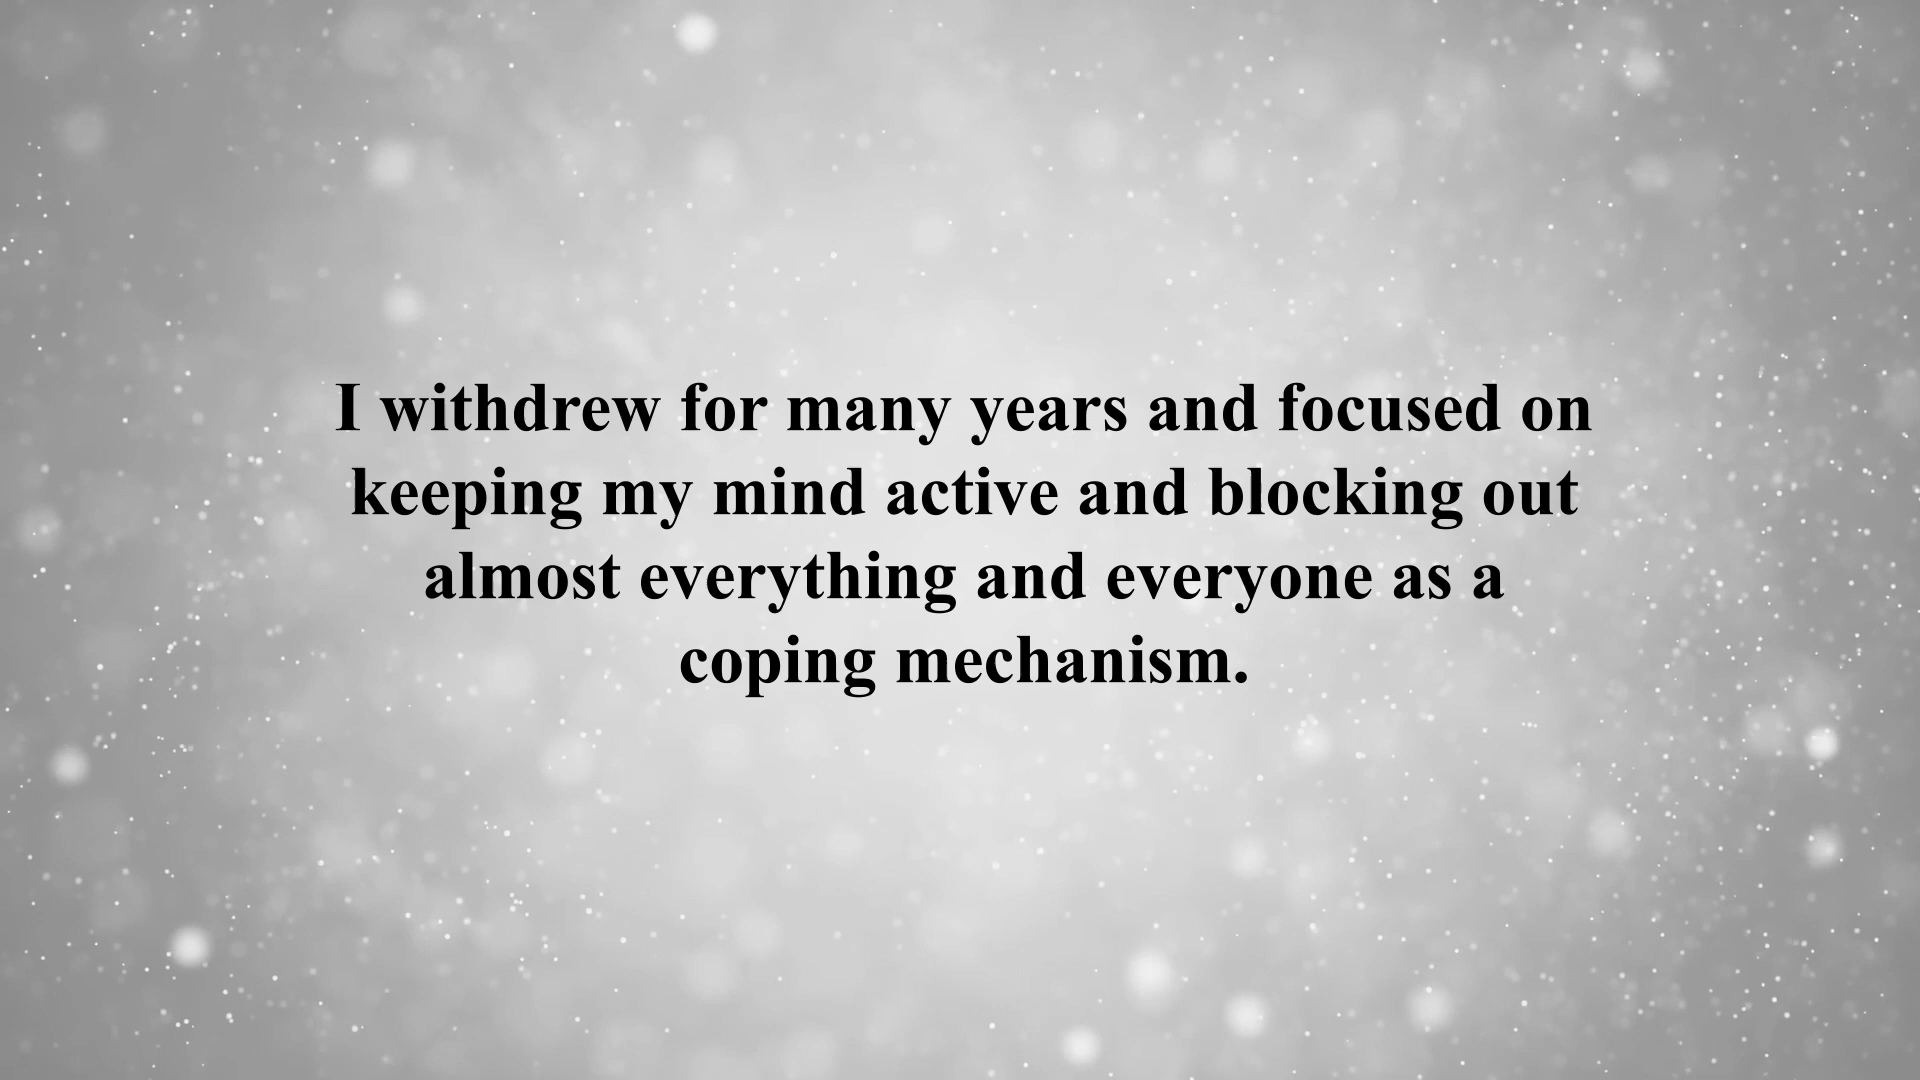 I withdrew for many years and focused on
keeping my mind active and blocking out
almost everything and everyone as a
coping mechanism.